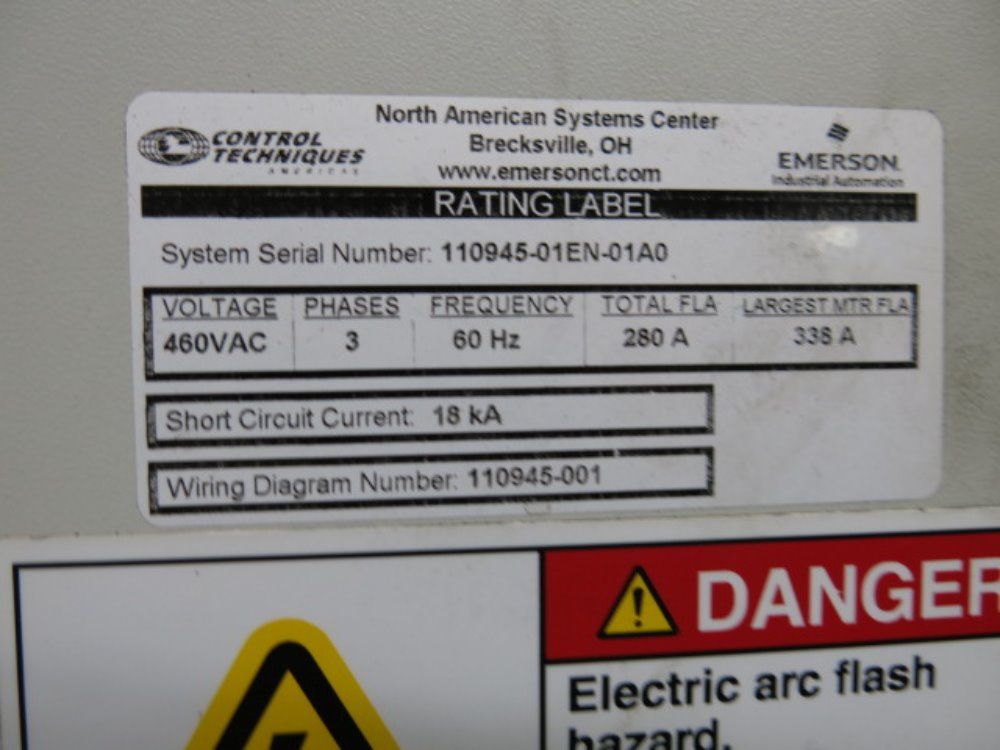 CONTROL
TECHNIQUES
AMERICAS
North American Systems Center
Brecksville, OH
www.emersonct.com
EMERSON
Industrial Automation
RATING LABEL
System Serial Number: 110945-01EN-01A0
VOLTAGE PHASES FREQUENCY TOTAL FLA LARGEST MTR FLA
460VAC 3 60 Hz 280 A 338 A
Short Circuit Current: 18 kA
Wiring Diagram Number: 110945-001
DANGER
Electric arc flash
hazard.